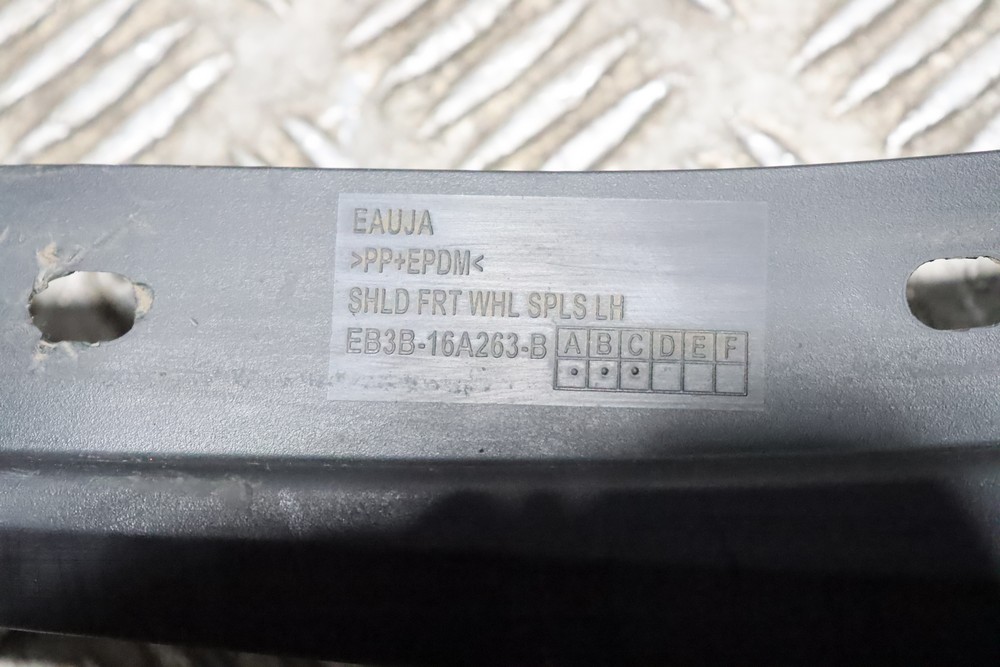 EAUJA
>PP+EPDM<
SHLD FRT WHL SPLS LH
EB3B-16A263-B A B C D E F